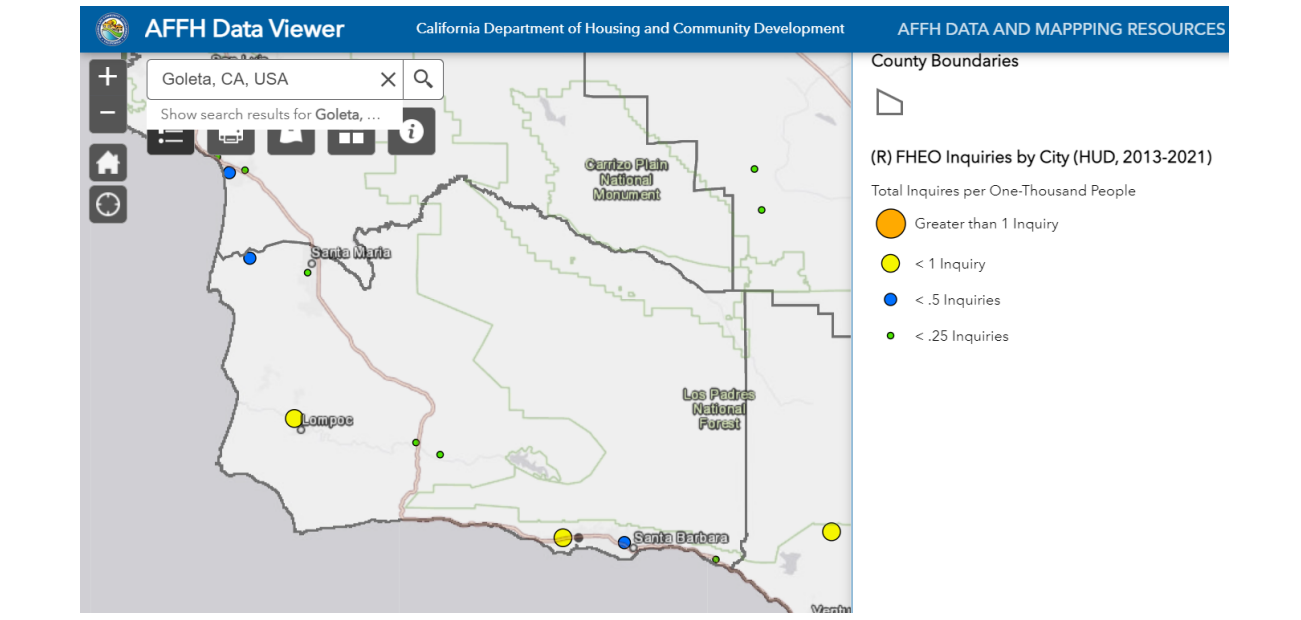 AFFH Data Viewer
California Department of Housing and Community Development
AFFH DATA AND MAPPPING RESOURCES
Goleta, CA, USA
Show search results for Goleta, ...
Carrizo Plain
National
Monument
Santa Maria
Lompoc
Los Padres
National
Forest
Santa Barbara
County Boundaries
(R) FHEO Inquiries by City (HUD, 2013-2021)
Total Inquires per One-Thousand People
Greater than 1 Inquiry
< 1 Inquiry
< .5 Inquiries
< .25 Inquiries